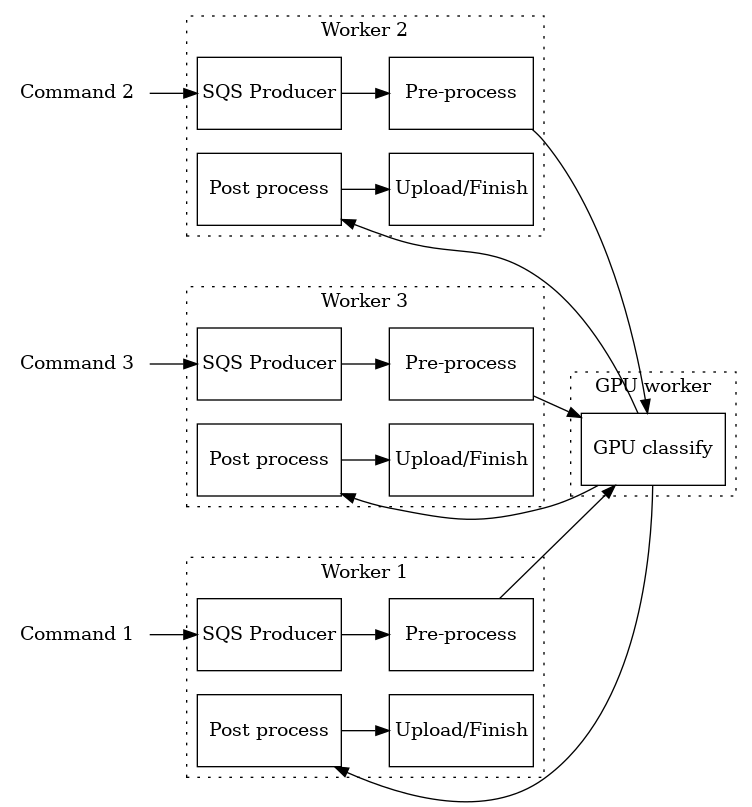 Worker 2
Command 2
SQS Producer
Pre-process
Post process
Upload/Finish
Worker 3
Command 3
SQS Producer
Pre-process
GPU worker
GPU classify
Post process
Upload/Finish
Worker 1
Command 1
SQS Producer
Pre-process
Post process
Upload/Finish